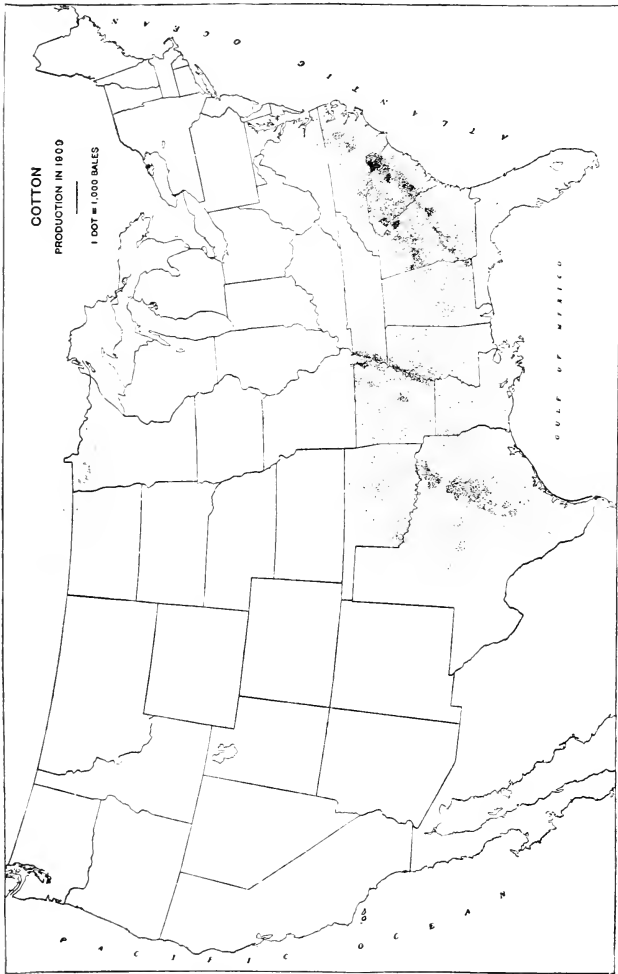 COTTON
PRODUCTION IN 1909
1 DOT = 1,000 BALES
ATLANTIC OCEAN
GULF OF MEXICO
PACIFIC OCEAN